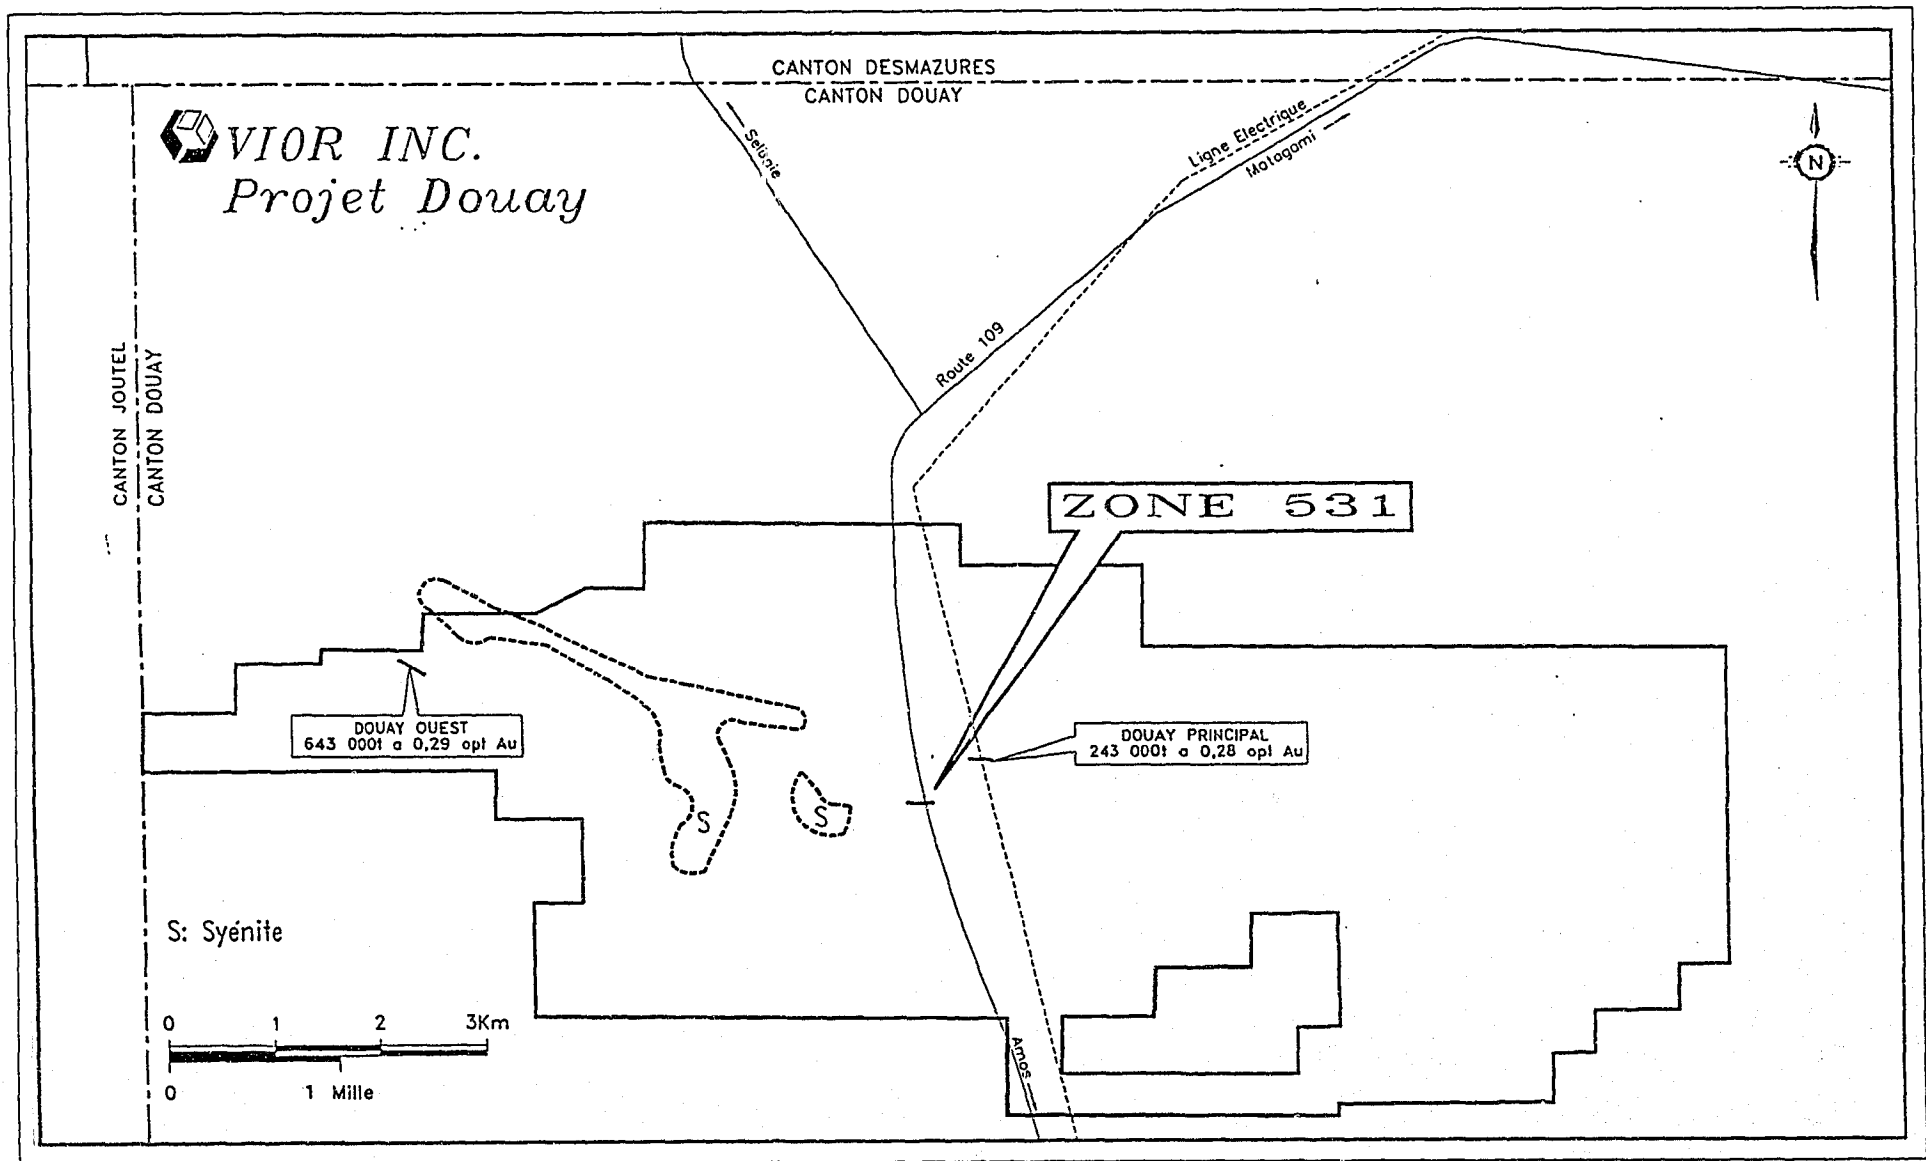 CANTON DESMAZURES
CANTON DOUAY
VIOR INC.
Projet Douay
Selbaie
Ligne Electrique
Matagami
N
Route 109
CANTON JOUTEL
CANTON DOUAY
ZONE 531
DOUAY OUEST
643 000t a 0,29 opt Au
DOUAY PRINCIPAL
243 000t a 0,28 opt Au
S
S
S: Syénite
0 1 2 3Km
0 1 Mille
Amos